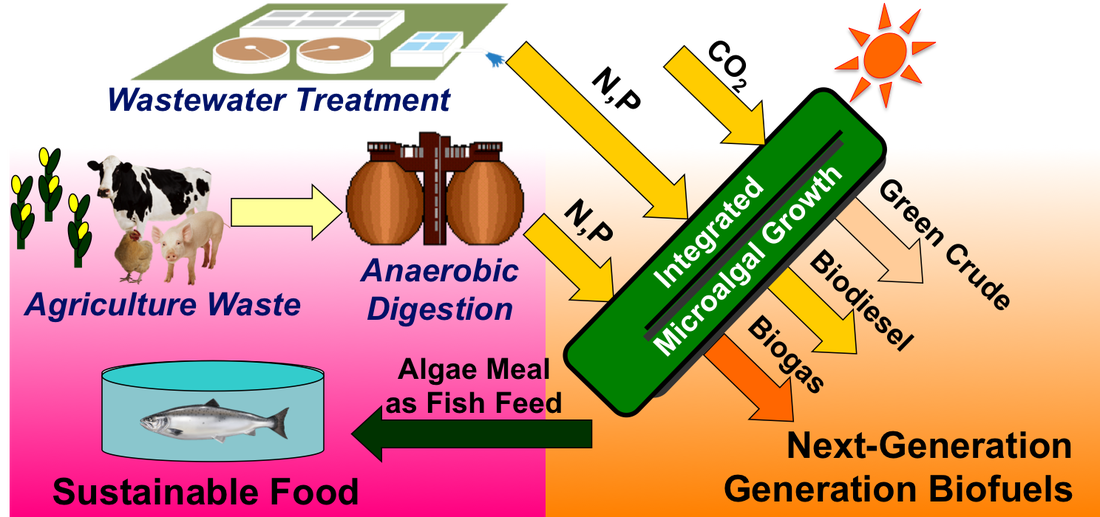 Wastewater Treatment
N,P
CO2
Agriculture Waste
Anaerobic
Digestion
N,P
Integrated
Microalgal Growth
Green Crude
Biodiesel
Biogas
Algae Meal
as Fish Feed
Sustainable Food
Next-Generation
Generation Biofuels